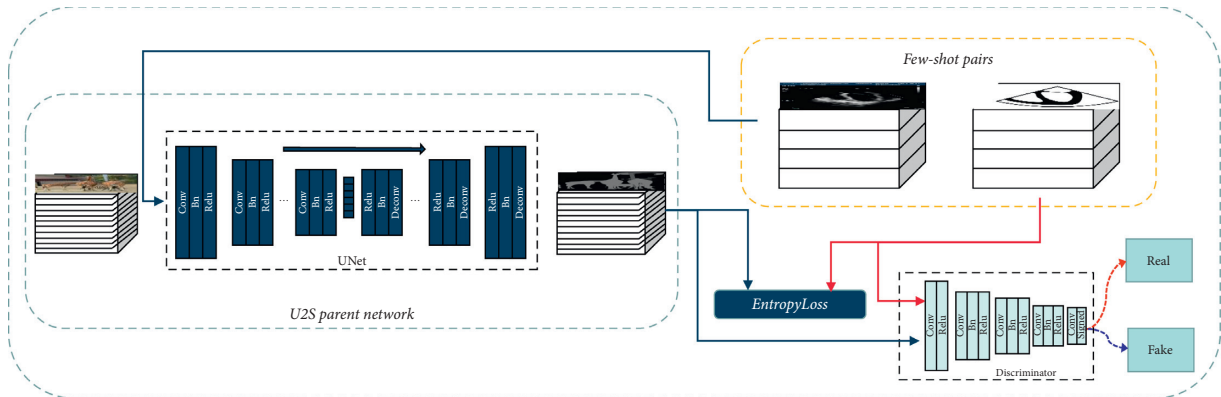 Few-shot pairs
Conv
Bn
Relu
Conv
Bn
Relu
...
Conv
Bn
Relu
Relu
Bn
Deconv
...
Relu
Bn
Deconv
Relu
Bn
Deconv
UNet
U2S parent network
EntropyLoss
Conv
Relu
Conv
Bn
Relu
Conv
Bn
Relu
Conv
Bn
Relu
Conv
Signed
Discriminator
Real
Fake